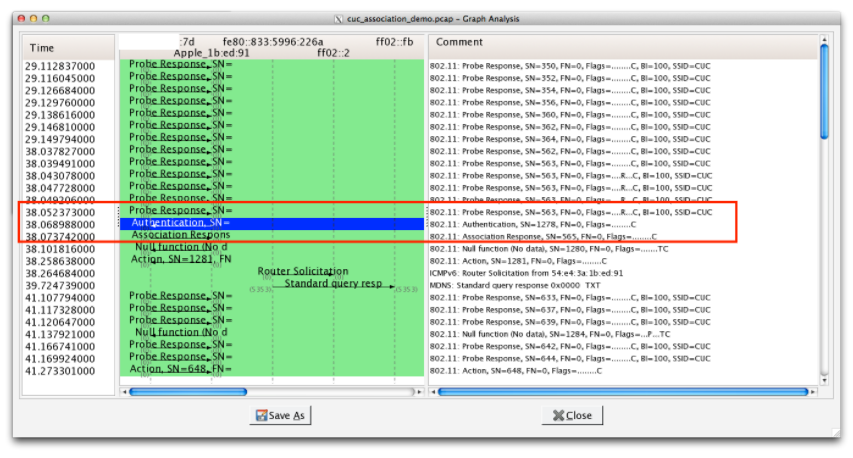 cuc_association_demo.pcap - Graph Analysis
Time :7d fe80::833:5996:226a ff02::fb Comment
Apple_1b:ed:91 ff02::2
29.112837000 Probe Response, SN= 802.11: Probe Response, SN=350, FN=0, Flags=........C, BI=100, SSID=CUC
29.116045000 Probe Response, SN= 802.11: Probe Response, SN=352, FN=0, Flags=........C, BI=100, SSID=CUC
29.126684000 Probe Response, SN= 802.11: Probe Response, SN=354, FN=0, Flags=........C, BI=100, SSID=CUC
29.129760000 Probe Response, SN= 802.11: Probe Response, SN=356, FN=0, Flags=........C, BI=100, SSID=CUC
29.138616000 Probe Response, SN= 802.11: Probe Response, SN=360, FN=0, Flags=........C, BI=100, SSID=CUC
29.146810000 Probe Response, SN= 802.11: Probe Response, SN=362, FN=0, Flags=........C, BI=100, SSID=CUC
29.149794000 Probe Response, SN= 802.11: Probe Response, SN=364, FN=0, Flags=........C, BI=100, SSID=CUC
38.037827000 Probe Response, SN= 802.11: Probe Response, SN=562, FN=0, Flags=........C, BI=100, SSID=CUC
38.039491000 Probe Response, SN= 802.11: Probe Response, SN=563, FN=0, Flags=........C, BI=100, SSID=CUC
38.043078000 Probe Response, SN= 802.11: Probe Response, SN=563, FN=0, Flags=....R...C, BI=100, SSID=CUC
38.047728000 Probe Response, SN= 802.11: Probe Response, SN=563, FN=0, Flags=....R...C, BI=100, SSID=CUC
38.049206000 Probe Response, SN= 802.11: Probe Response, SN=563, FN=0, Flags=....R...C, BI=100, SSID=CUC
38.052373000 Probe Response, SN= 802.11: Probe Response, SN=563, FN=0, Flags=....R...C, BI=100, SSID=CUC
38.068988000 Authentication, SN= 802.11: Authentication, SN=1278, FN=0, Flags=........C
38.073742000 Association Respons 802.11: Association Response, SN=565, FN=0, Flags=........C
38.101816000 Null function (No d 802.11: Null function (No data), SN=1280, FN=0, Flags=.......TC
38.258638000 Action, SN=1281, FN 802.11: Action, SN=1281, FN=0, Flags=........C
38.264684000 Router Solicitation ICMPv6: Router Solicitation from 54:e4:3a:1b:ed:91
39.724739000 (5353) Standard query resp (5353) MDNS: Standard query response 0x0000 TXT
41.107794000 Probe Response, SN= 802.11: Probe Response, SN=633, FN=0, Flags=........C, BI=100, SSID=CUC
41.117328000 Probe Response, SN= 802.11: Probe Response, SN=637, FN=0, Flags=........C, BI=100, SSID=CUC
41.120647000 Probe Response, SN= 802.11: Probe Response, SN=639, FN=0, Flags=........C, BI=100, SSID=CUC
41.137921000 Null function (No d 802.11: Null function (No data), SN=1284, FN=0, Flags=...P...TC
41.166741000 Probe Response, SN= 802.11: Probe Response, SN=642, FN=0, Flags=........C, BI=100, SSID=CUC
41.169924000 Probe Response, SN= 802.11: Probe Response, SN=644, FN=0, Flags=........C, BI=100, SSID=CUC
41.273301000 Action, SN=648, FN= 802.11: Action, SN=648, FN=0, Flags=........C
Save As Close